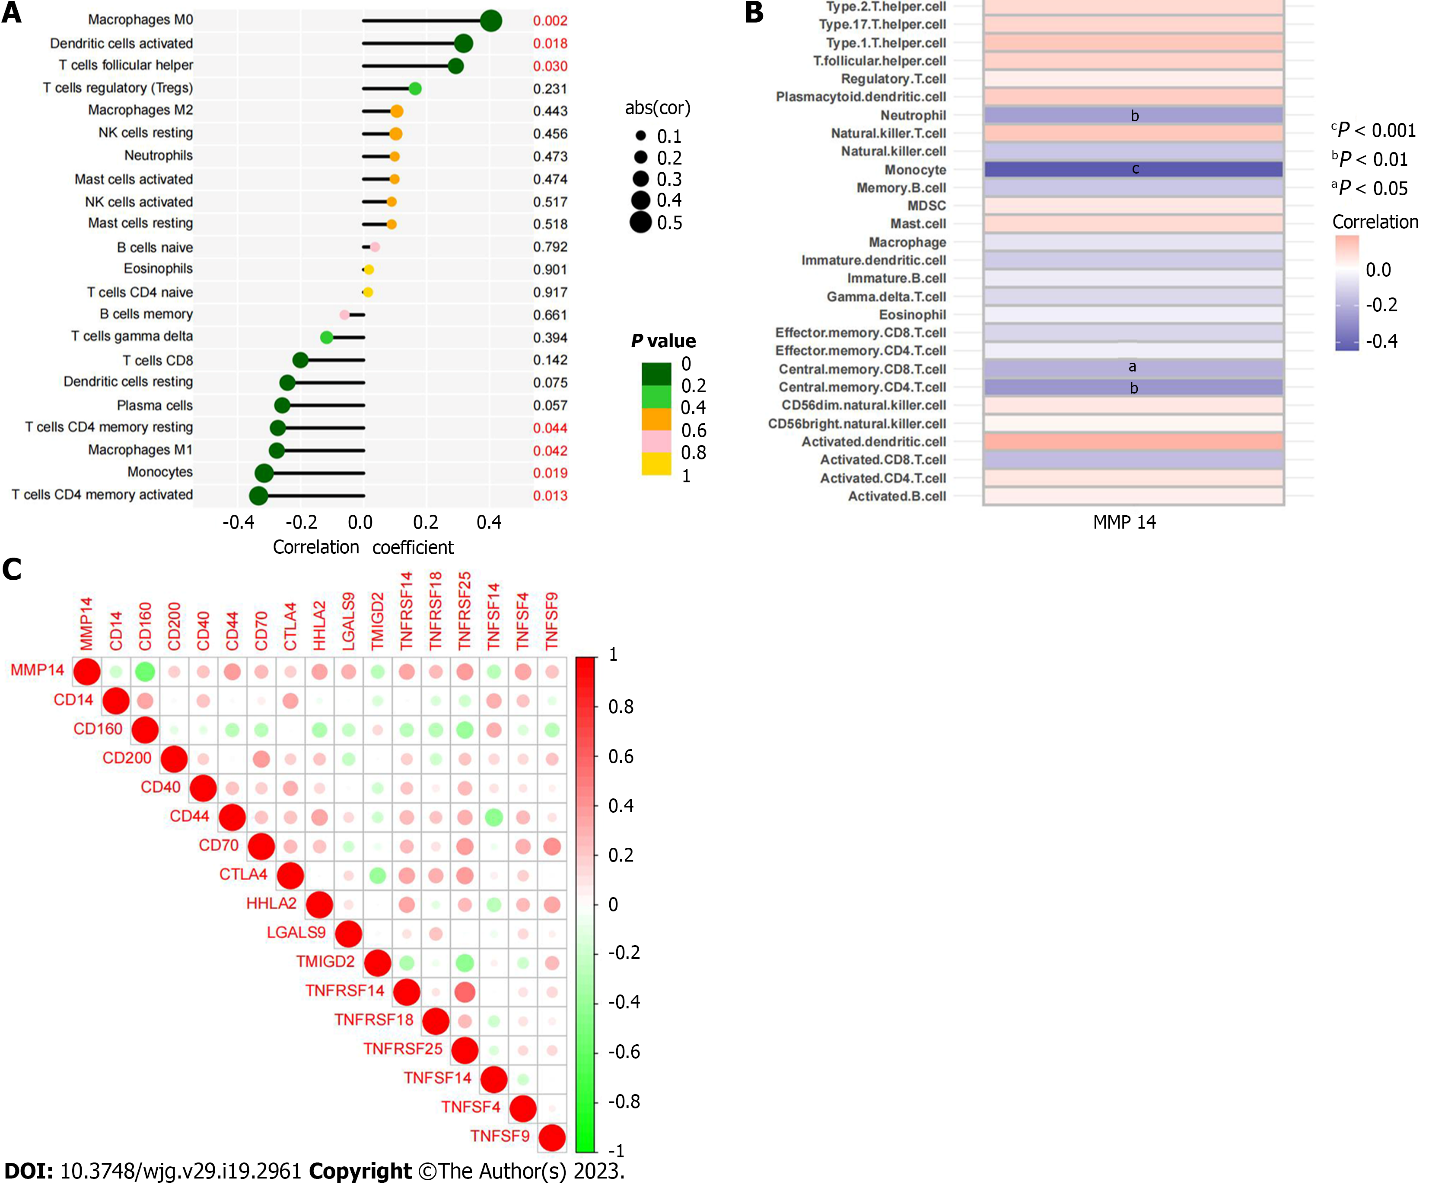 A
Macrophages M0 0.002
Dendritic cells activated 0.018
T cells follicular helper 0.030
T cells regulatory (Tregs) 0.231
Macrophages M2 0.443
NK cells resting 0.456
Neutrophils 0.473
Mast cells activated 0.474
NK cells activated 0.517
Mast cells resting 0.518
B cells naive 0.792
Eosinophils 0.901
T cells CD4 naive 0.917
B cells memory 0.661
T cells gamma delta 0.394
T cells CD8 0.142
Dendritic cells resting 0.075
Plasma cells 0.057
T cells CD4 memory resting 0.044
Macrophages M1 0.042
Monocytes 0.019
T cells CD4 memory activated 0.013
-0.4 -0.2 0.0 0.2 0.4
Correlation coefficient
abs(cor)
0.1
0.2
0.3
0.4
0.5
P value
0
0.2
0.4
0.6
0.8
1
B
Type.2.T.helper.cell
Type.17.T.helper.cell
Type.1.T.helper.cell
T.follicular.helper.cell
Regulatory.T.cell
Plasmacytoid.dendritic.cell
Neutrophil b
Natural.killer.T.cell
Natural.killer.cell
Monocyte c
Memory.B.cell
MDSC
Mast.cell
Macrophage
Immature.dendritic.cell
Immature.B.cell
Gamma.delta.T.cell
Eosinophil
Effector.memory.CD8.T.cell
Effector.memory.CD4.T.cell
Central.memory.CD8.T.cell a
Central.memory.CD4.T.cell b
CD56dim.natural.killer.cell
CD56bright.natural.killer.cell
Activated.dendritic.cell
Activated.CD8.T.cell
Activated.CD4.T.cell
Activated.B.cell
MMP 14
cP < 0.001
bP < 0.01
aP < 0.05
Correlation
0.0
-0.2
-0.4
C
MMP14 CD14 CD160 CD200 CD40 CD44 CD70 CTLA4 HHLA2 LGALS9 TMIGD2 TNFRSF14 TNFRSF18 TNFRSF25 TNFSF14 TNFSF4 TNFSF9
MMP14
CD14
CD160
CD200
CD40
CD44
CD70
CTLA4
HHLA2
LGALS9
TMIGD2
TNFRSF14
TNFRSF18
TNFRSF25
TNFSF14
TNFSF4
TNFSF9
1
0.8
0.6
0.4
0.2
0
-0.2
-0.4
-0.6
-0.8
-1
DOI: 10.3748/wjg.v29.i19.2961 Copyright ©The Author(s) 2023.